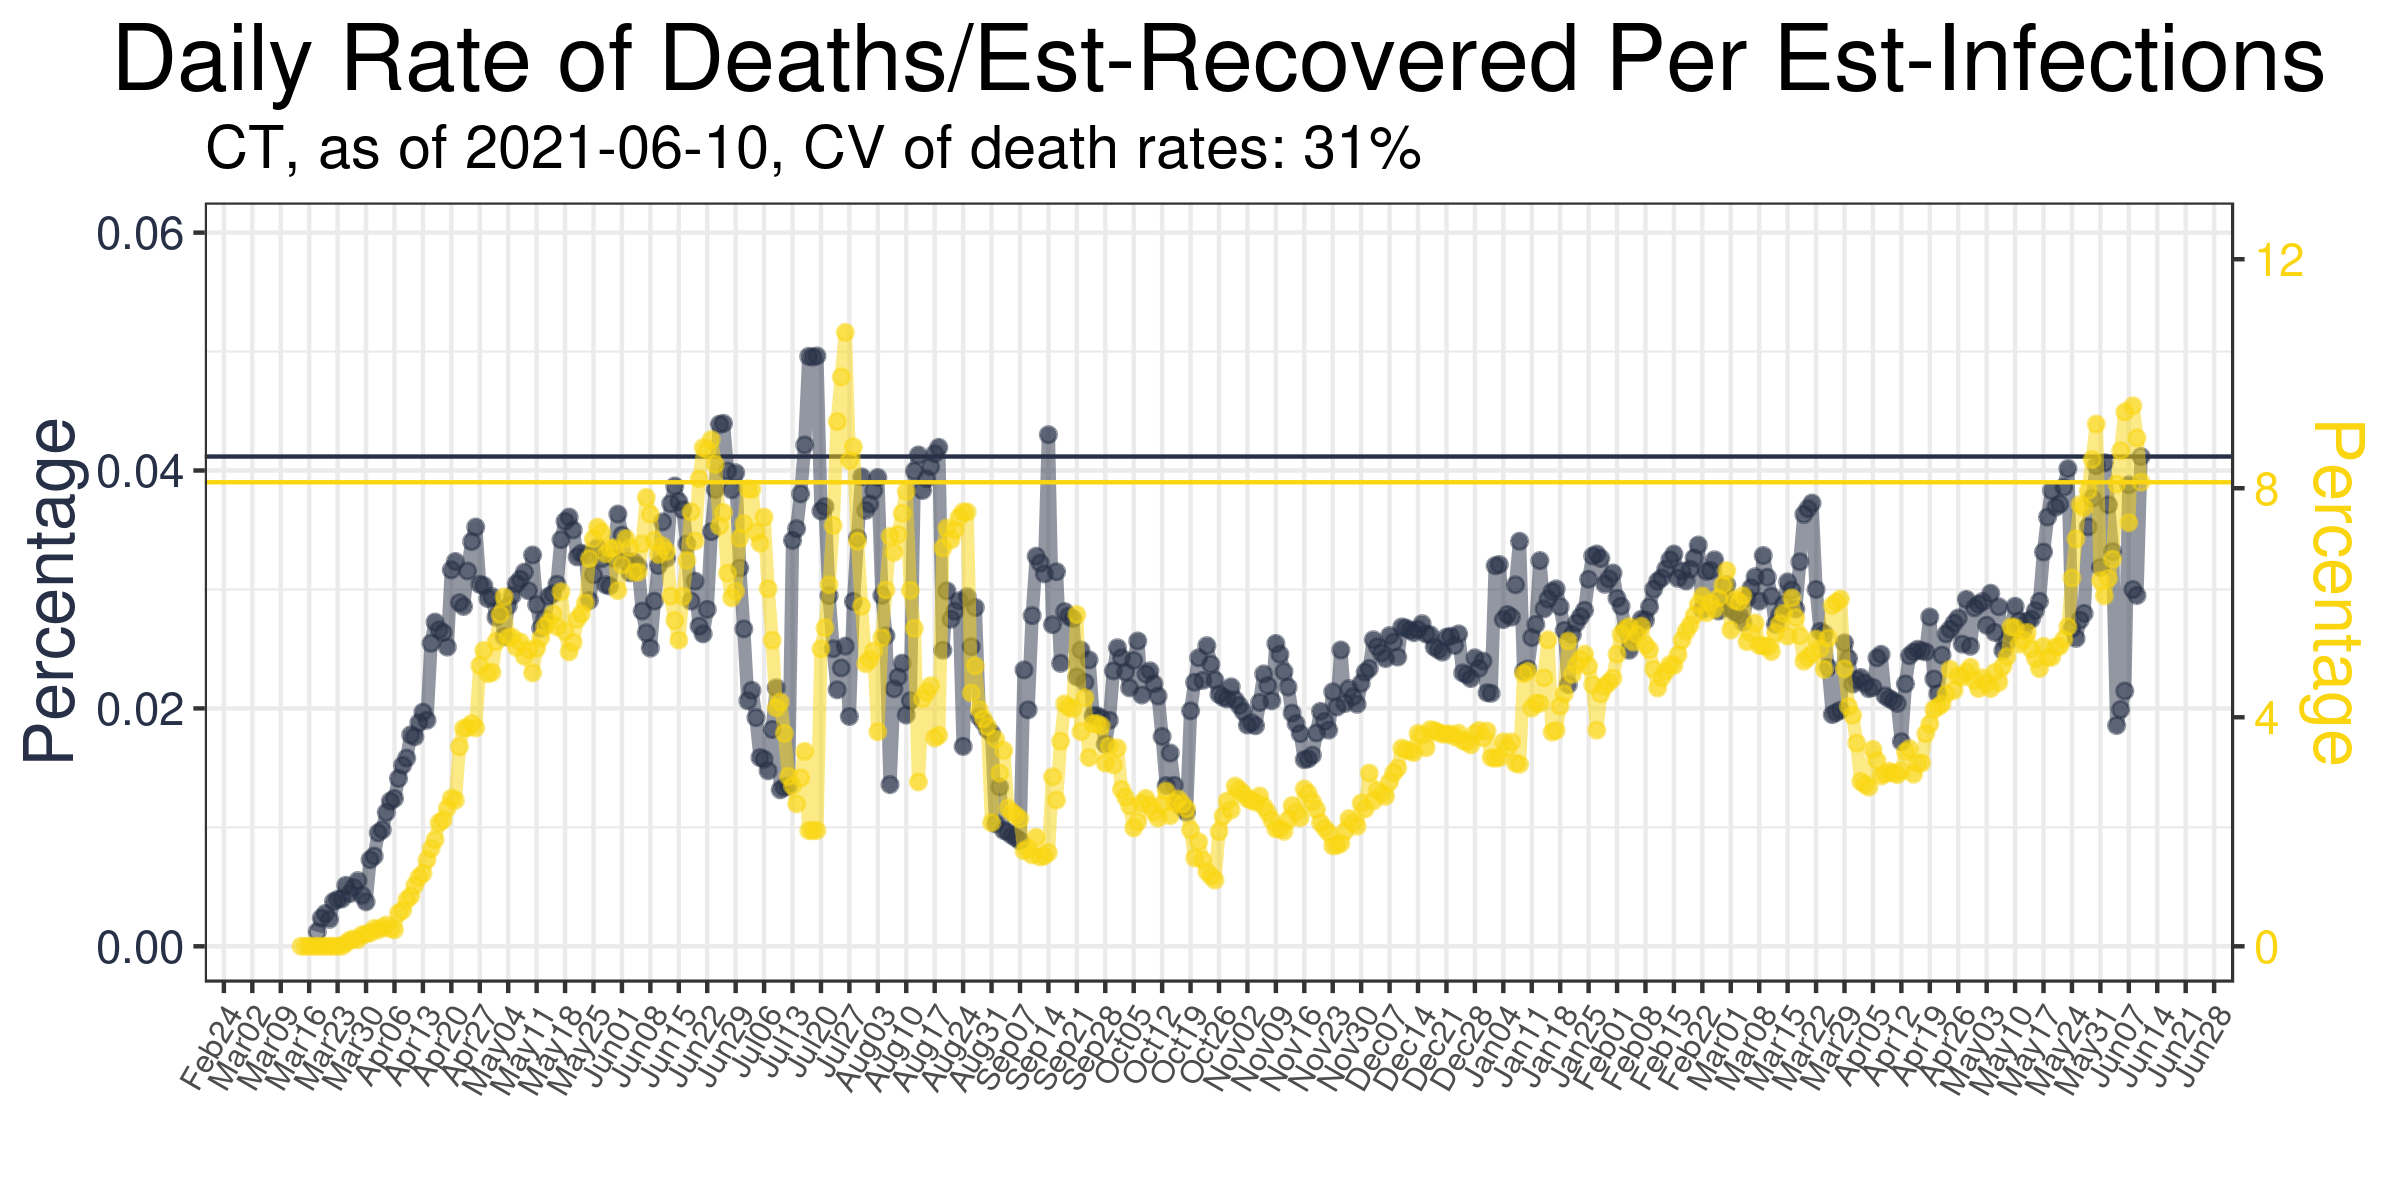 Daily Rate of Deaths/Est-Recovered Per Est-Infections
CT, as of 2021-06-10, CV of death rates: 31%
Percentage
0.06
0.04
0.02
0.00
12
8
4
0
Percentage
Feb24
Mar02
Mar09
Mar16
Mar23
Mar30
Apr06
Apr13
Apr20
Apr27
May04
May11
May18
May25
Jun01
Jun08
Jun15
Jun22
Jun29
Jul06
Jul13
Jul20
Jul27
Aug03
Aug10
Aug17
Aug24
Aug31
Sep07
Sep14
Sep21
Sep28
Oct05
Oct12
Oct19
Oct26
Nov02
Nov09
Nov16
Nov23
Nov30
Dec07
Dec14
Dec21
Dec28
Jan04
Jan11
Jan18
Jan25
Feb01
Feb08
Feb15
Feb22
Mar01
Mar08
Mar15
Mar22
Mar29
Apr05
Apr12
Apr19
Apr26
May03
May10
May17
May24
May31
Jun07
Jun14
Jun21
Jun28